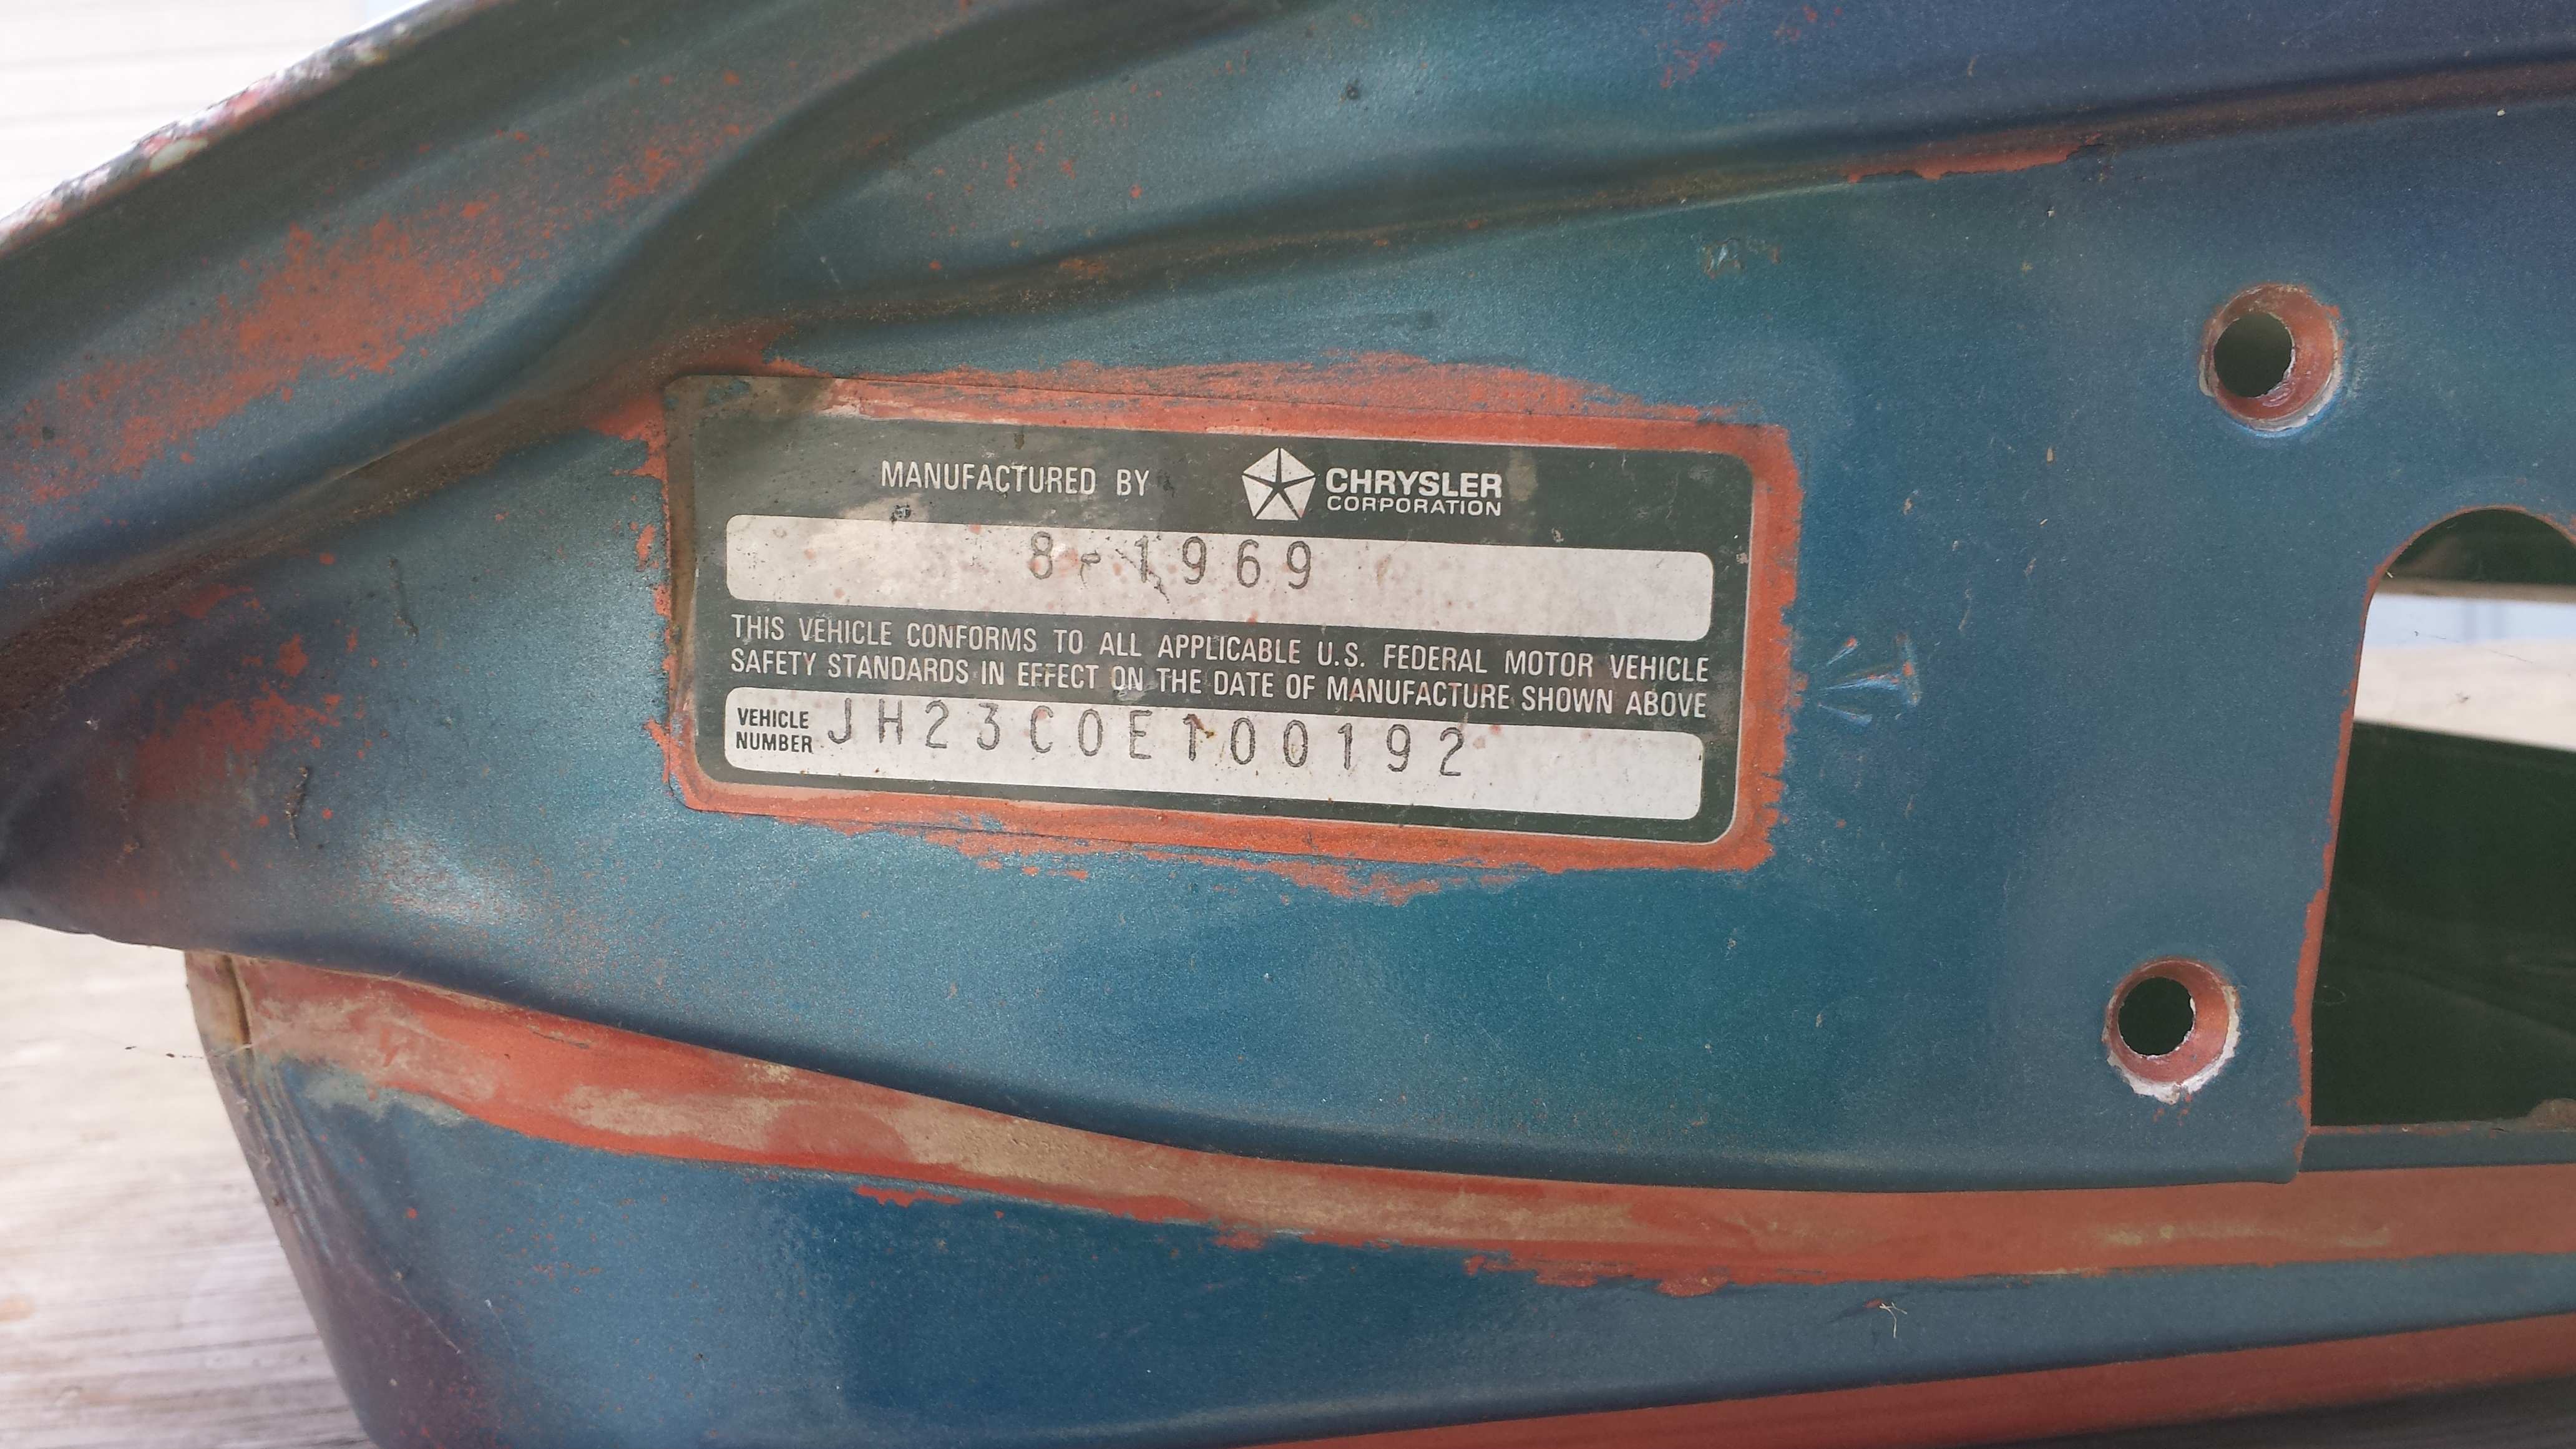 MANUFACTURED BY CHRYSLER CORPORATION
8-1969
THIS VEHICLE CONFORMS TO ALL APPLICABLE U.S. FEDERAL MOTOR VEHICLE
SAFETY STANDARDS IN EFFECT ON THE DATE OF MANUFACTURE SHOWN ABOVE
VEHICLE NUMBER JH23C0E100192